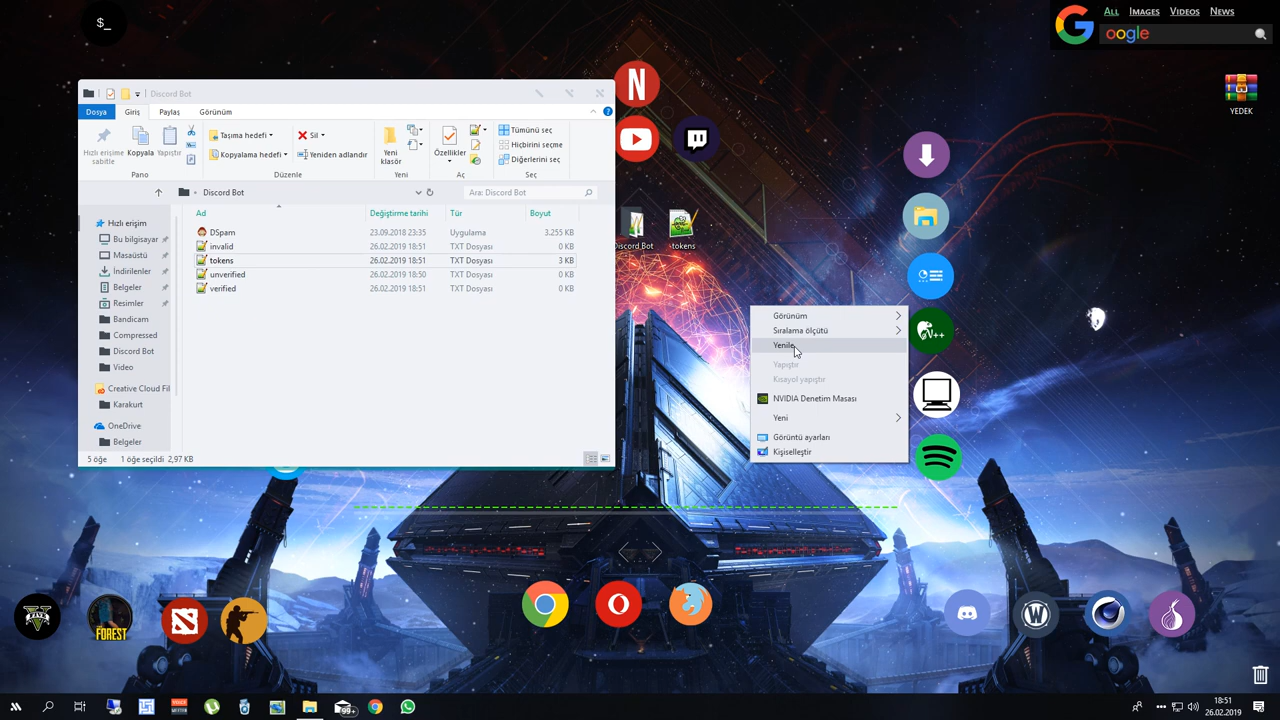 $_
All Images Videos News
oogle
YEDEK
Discord Bot
Dosya Giriş Paylaş Görünüm
Hızlı erişime sabitle
Kopyala
Yapıştır
Taşıma hedefi
Kopyalama hedefi
Sil
Yeniden adlandır
Yeni klasör
Özellikler
Tümünü seç
Hiçbirini seçme
Diğerlerini seç
Pano Düzenle Yeni Aç Seç
Discord Bot
Ara: Discord Bot
Ad Değiştirme tarihi Tür Boyut
DSpam 23.09.2018 23:35 Uygulama 3.255 KB
invalid 26.02.2019 18:51 TXT Dosyası 0 KB
tokens 26.02.2019 18:51 TXT Dosyası 3 KB
unverified 26.02.2019 18:50 TXT Dosyası 0 KB
verified 26.02.2019 18:51 TXT Dosyası 0 KB
Hızlı erişim
Bu bilgisayar
Masaüstü
İndirilenler
Belgeler
Resimler
Bandicam
Compressed
Discord Bot
Video
Creative Cloud Fil
Karakurt
OneDrive
Belgeler
5 öğe 1 öğe seçildi 2,97 KB
N
Discord Bot
tokens
N++
Görünüm
Sıralama ölçütü
Yenile
Yapıştır
Kısayol yapıştır
NVIDIA Denetim Masası
Yeni
Görüntü ayarları
Kişiselleştir
V
FOREST
W
99+
18:51
26.02.2019